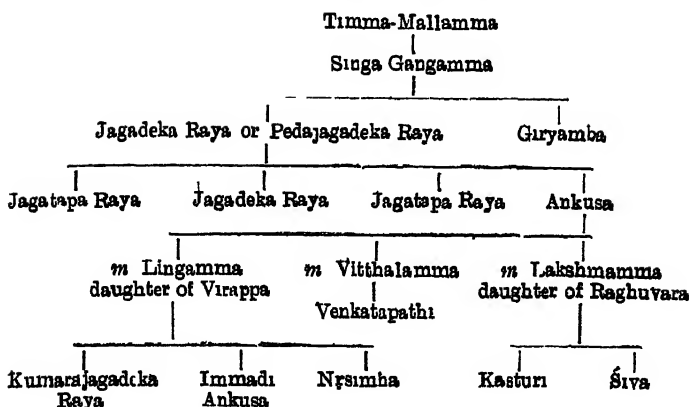 Timma-Mallamma
Singa Gangamma
Jagadeka Raya or Pedajagadeka Raya Giryamba
Jagatapa Raya Jagadeka Raya Jagatapa Raya Ankusa
m Lingamma m Vitthalamma m Lakshmamma
daughter of Virappa daughter of Raghuvara
Venkatapathi
Kumarajagadeka Immadi Nṛsimha Kasturi Śiva
Raya Ankusa